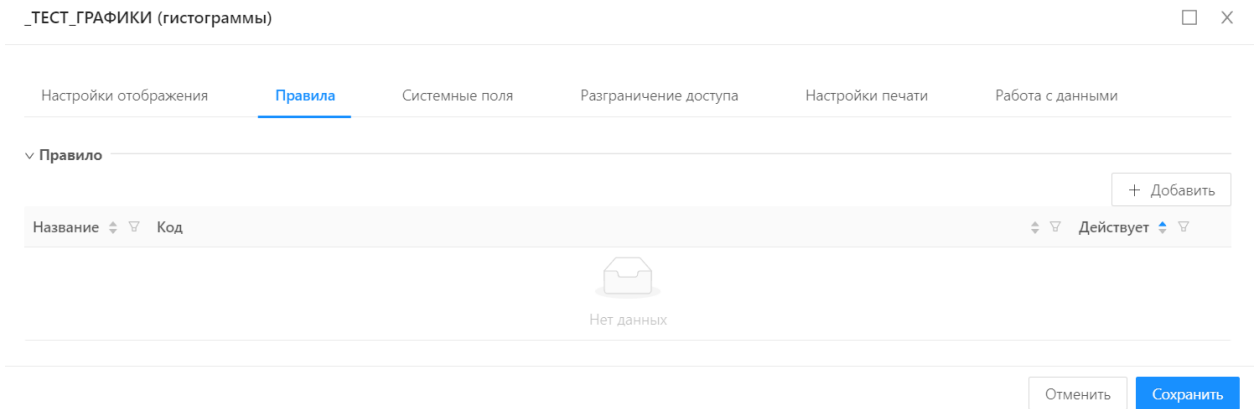 _ТЕСТ_ГРАФИКИ (гистограммы)
Настройки отображения Правила Системные поля Разграничение доступа Настройки печати Работа с данными
Правило
+ Добавить
Название Код Действует
Нет данных
Отменить Сохранить